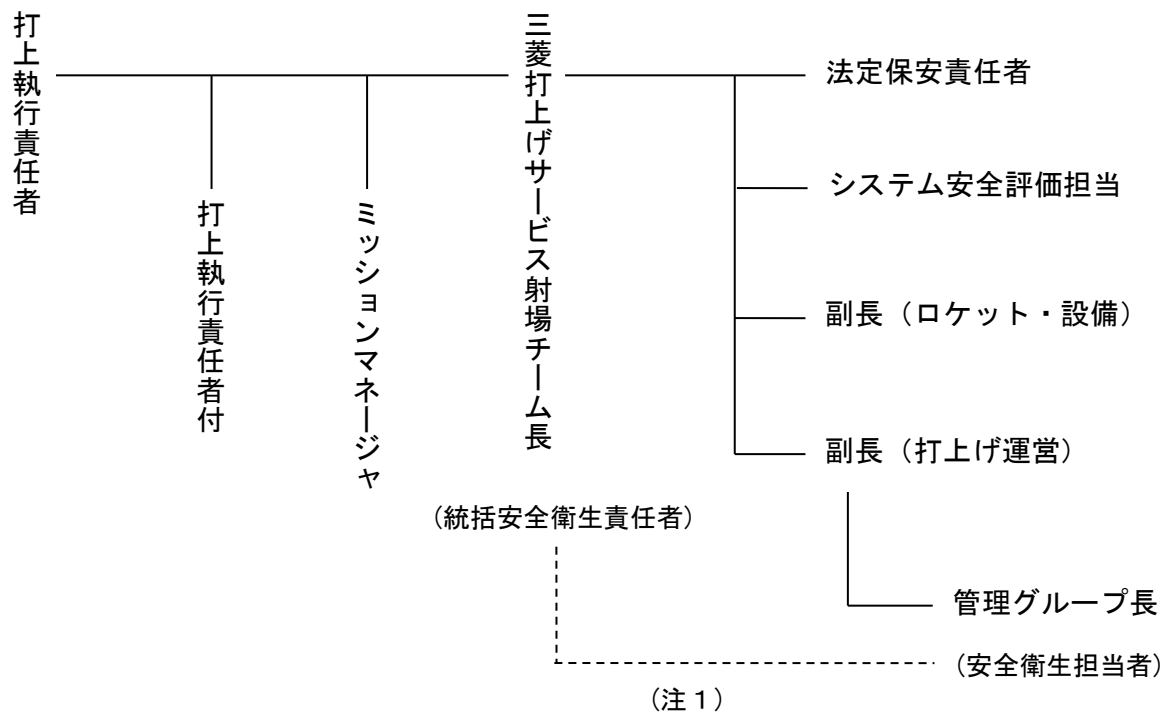 打上執行責任者
打上執行責任者付
ミッションマネージャ
三菱打上げサービス射場チーム長
(統括安全衛生責任者)
法定保安責任者
システム安全評価担当
副長（ロケット・設備）
副長（打上げ運営）
管理グループ長
(安全衛生担当者)
（注１）